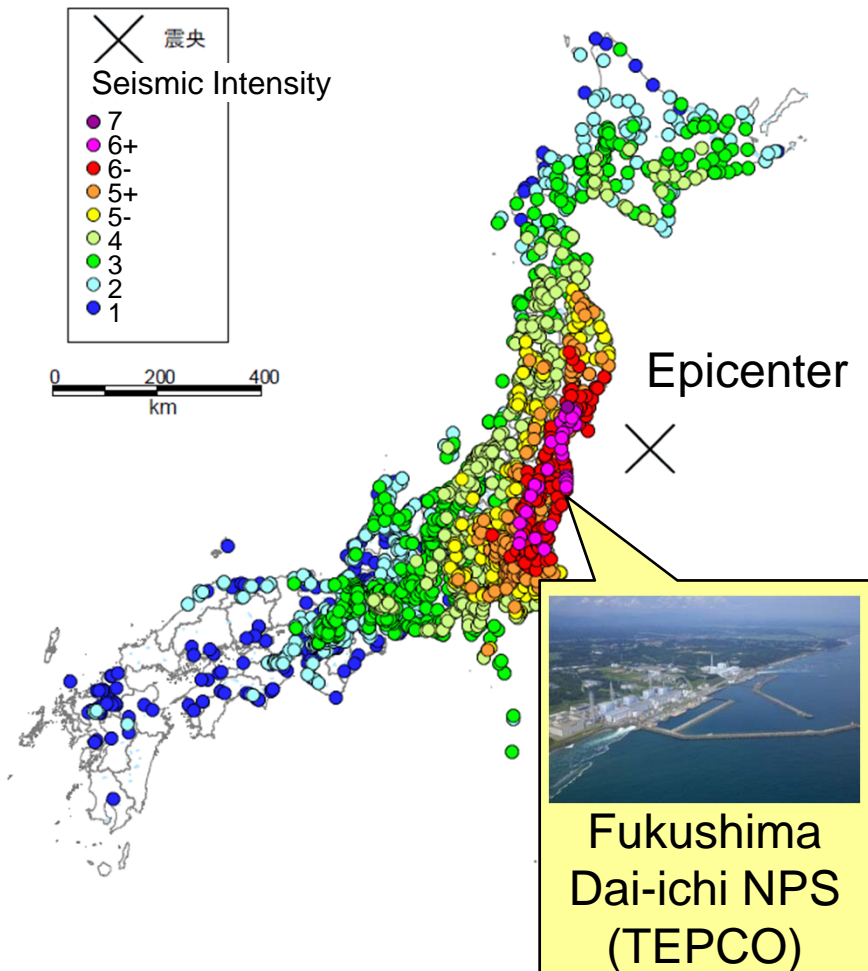 震央
Seismic Intensity
7
6+
6-
5+
5-
4
3
2
1
0 200 400
km
Epicenter
Fukushima
Dai-ichi NPS
(TEPCO)